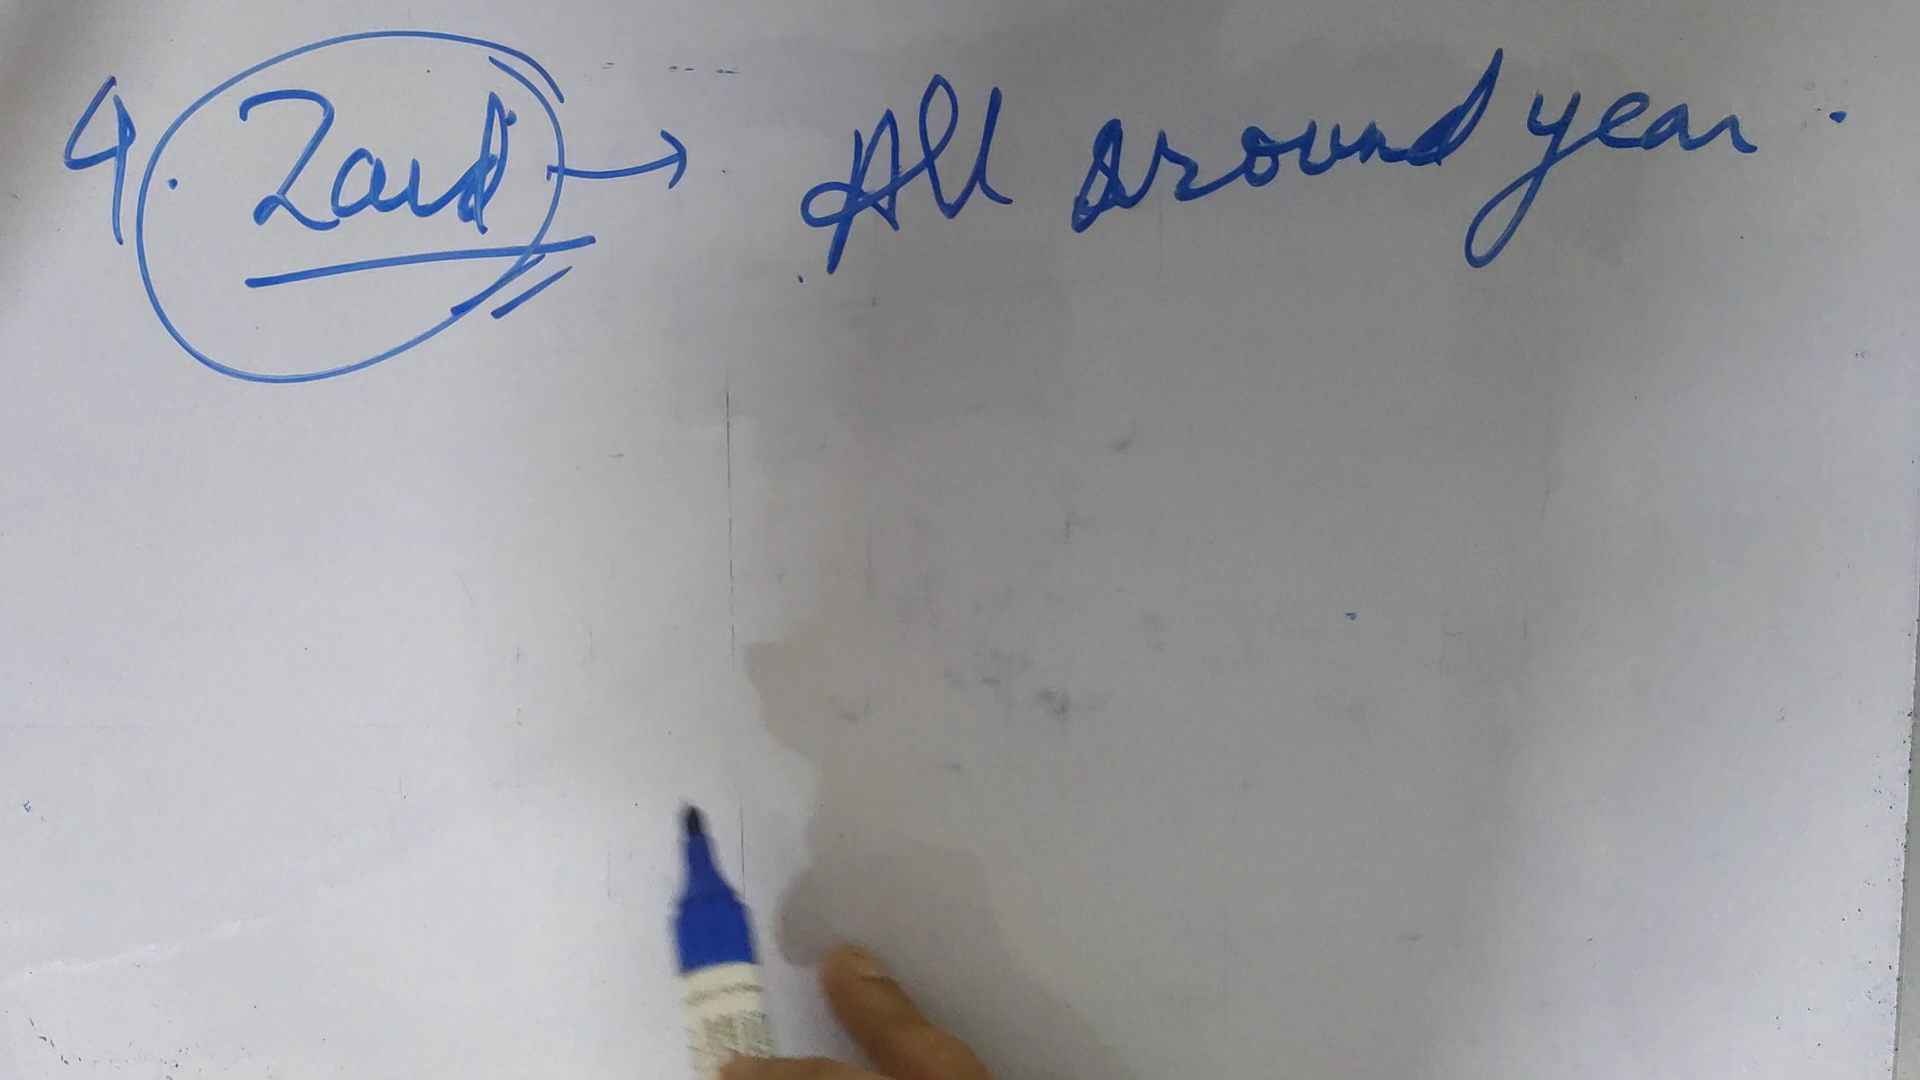 4. Zaid → All around year.